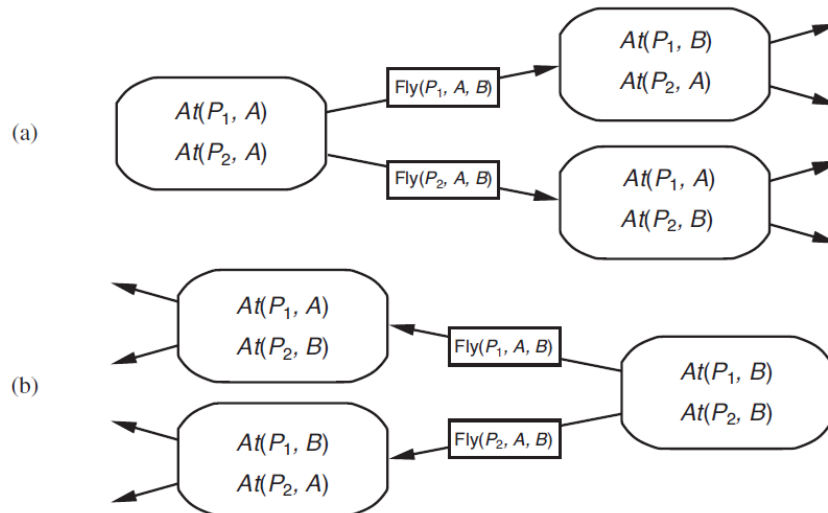 (a)
At(P1, A)
At(P2, A)
Fly(P1, A, B)
At(P1, B)
At(P2, A)
Fly(P2, A, B)
At(P1, A)
At(P2, B)
(b)
At(P1, A)
At(P2, B)
Fly(P1, A, B)
At(P1, B)
At(P2, B)
At(P1, B)
At(P2, A)
Fly(P2, A, B)